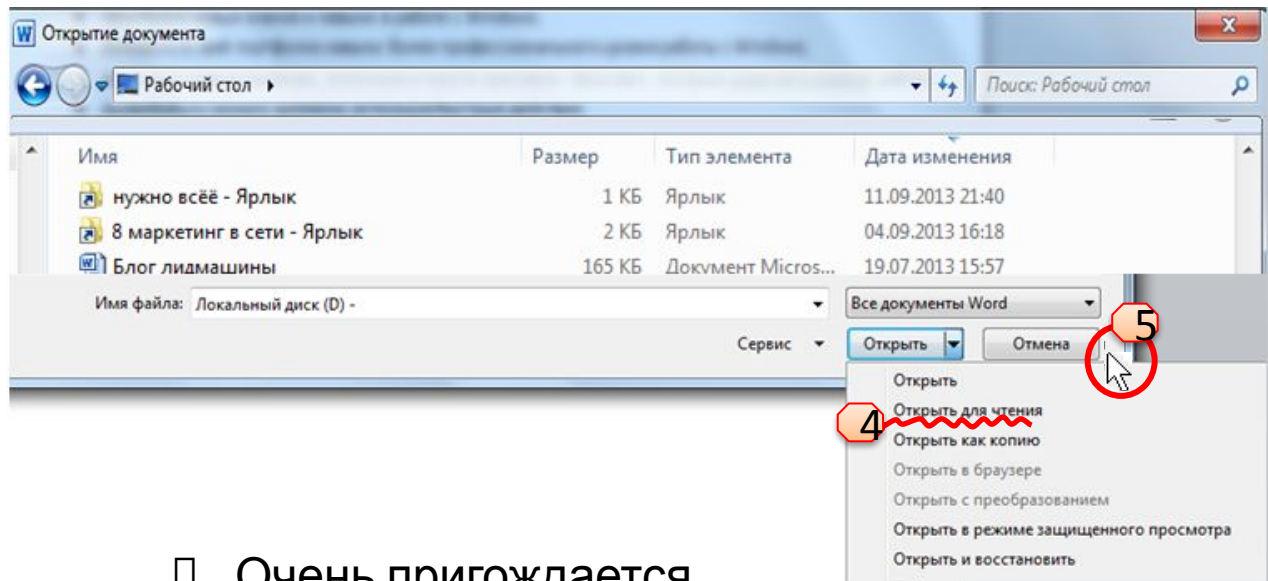 Открытие документа
Рабочий стол
Поиск: Рабочий стол
Имя Размер Тип элемента Дата изменения
нужно всёё - Ярлык 1 КБ Ярлык 11.09.2013 21:40
8 маркетинг в сети - Ярлык 2 КБ Ярлык 04.09.2013 16:18
Блог лидмашины 165 КБ Документ Micros... 19.07.2013 15:57
Имя файла: Локальный диск (D) - Все документы Word
5
Сервис Открыть Отмена
Открыть
4 Открыть для чтения
Открыть как копию
Открыть в браузере
Открыть с преобразованием
Открыть в режиме защищенного просмотра
Открыть и восстановить
Очень пригождается